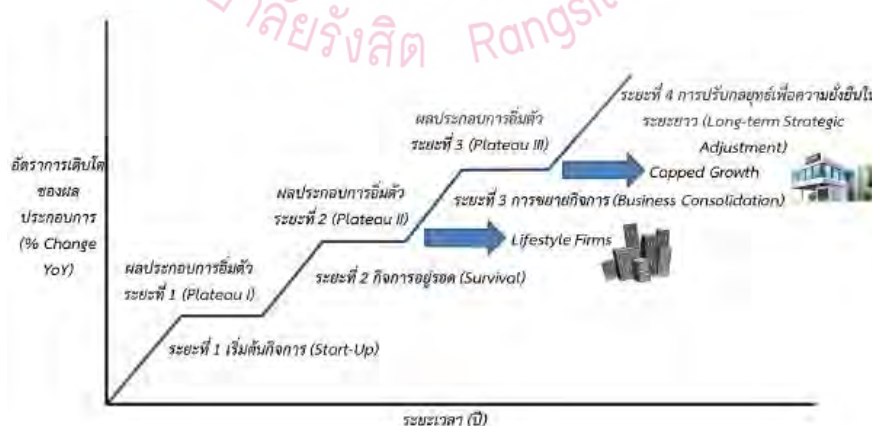 ลัยรังสิต Rangsit
ระยะที่ 4 การปรับกลยุทธ์เพื่อความยั่งยืนใน
ระยะยาว (Long-term Strategic
Adjustment)
ผลประกอบการอิ่มตัว
ระยะที่ 3 (Plateau III)
Capped Growth
ระยะที่ 3 การขยายกิจการ (Business Consolidation)
อัตราการเติบโต
ของผล
ประกอบการ
(% Change
YoY)
ผลประกอบการอิ่มตัว
ระยะที่ 2 (Plateau II)
Lifestyle Firms
ระยะที่ 2 กิจการอยู่รอด (Survival)
ผลประกอบการอิ่มตัว
ระยะที่ 1 (Plateau I)
ระยะที่ 1 เริ่มต้นกิจการ (Start-Up)
ระยะเวลา (ปี)